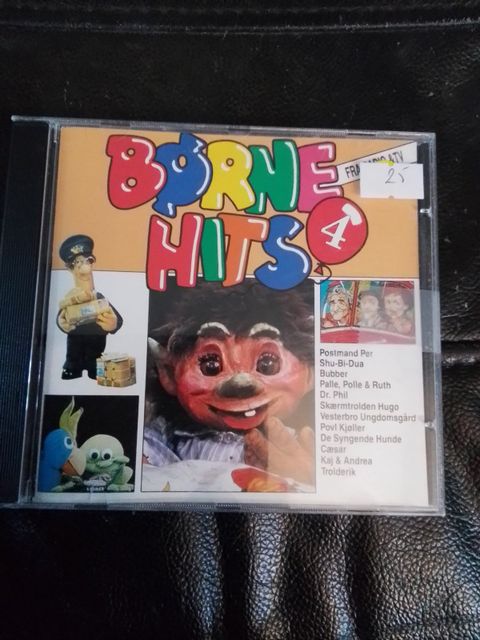 BØRNE
HITS
4
FRA RADIO & TV
25
Postmand Per
Shu-Bi-Dua
Bubber
Palle, Polle & Ruth
Dr. Phil
Skærmtrolden Hugo
Vesterbro Ungdomsgård
Povl Kjøller
De Syngende Hunde
Cæsar
Kaj & Andrea
Trolderik